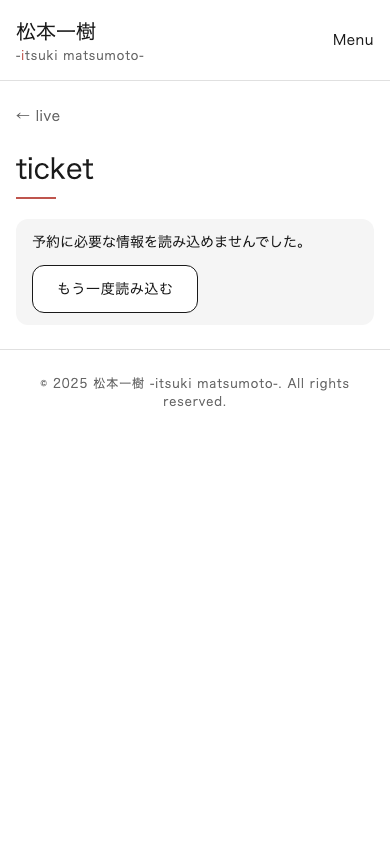 松本一樹
-itsuki matsumoto-
Menu
← live
ticket
予約に必要な情報を読み込めませんでした。
もう一度読み込む
© 2025 松本一樹 -itsuki matsumoto-. All rights
reserved.